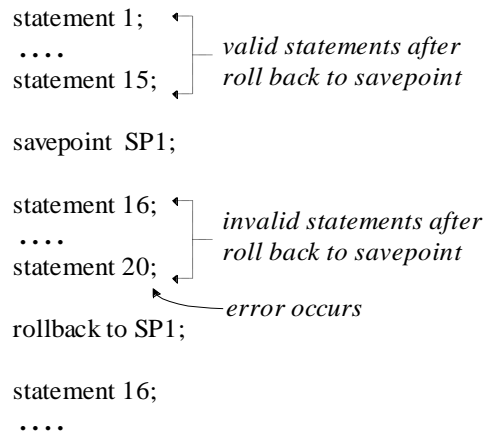 statement 1;
....
statement 15;
valid statements after
roll back to savepoint
savepoint SP1;
statement 16;
....
statement 20;
invalid statements after
roll back to savepoint
error occurs
rollback to SP1;
statement 16;
....